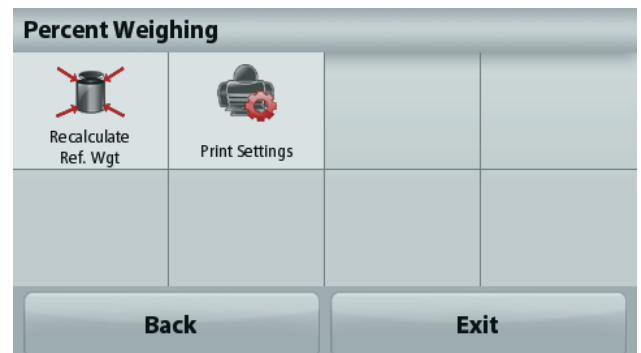 Percent Weighing
Recalculate
Ref. Wgt
Print Settings
Back
Exit